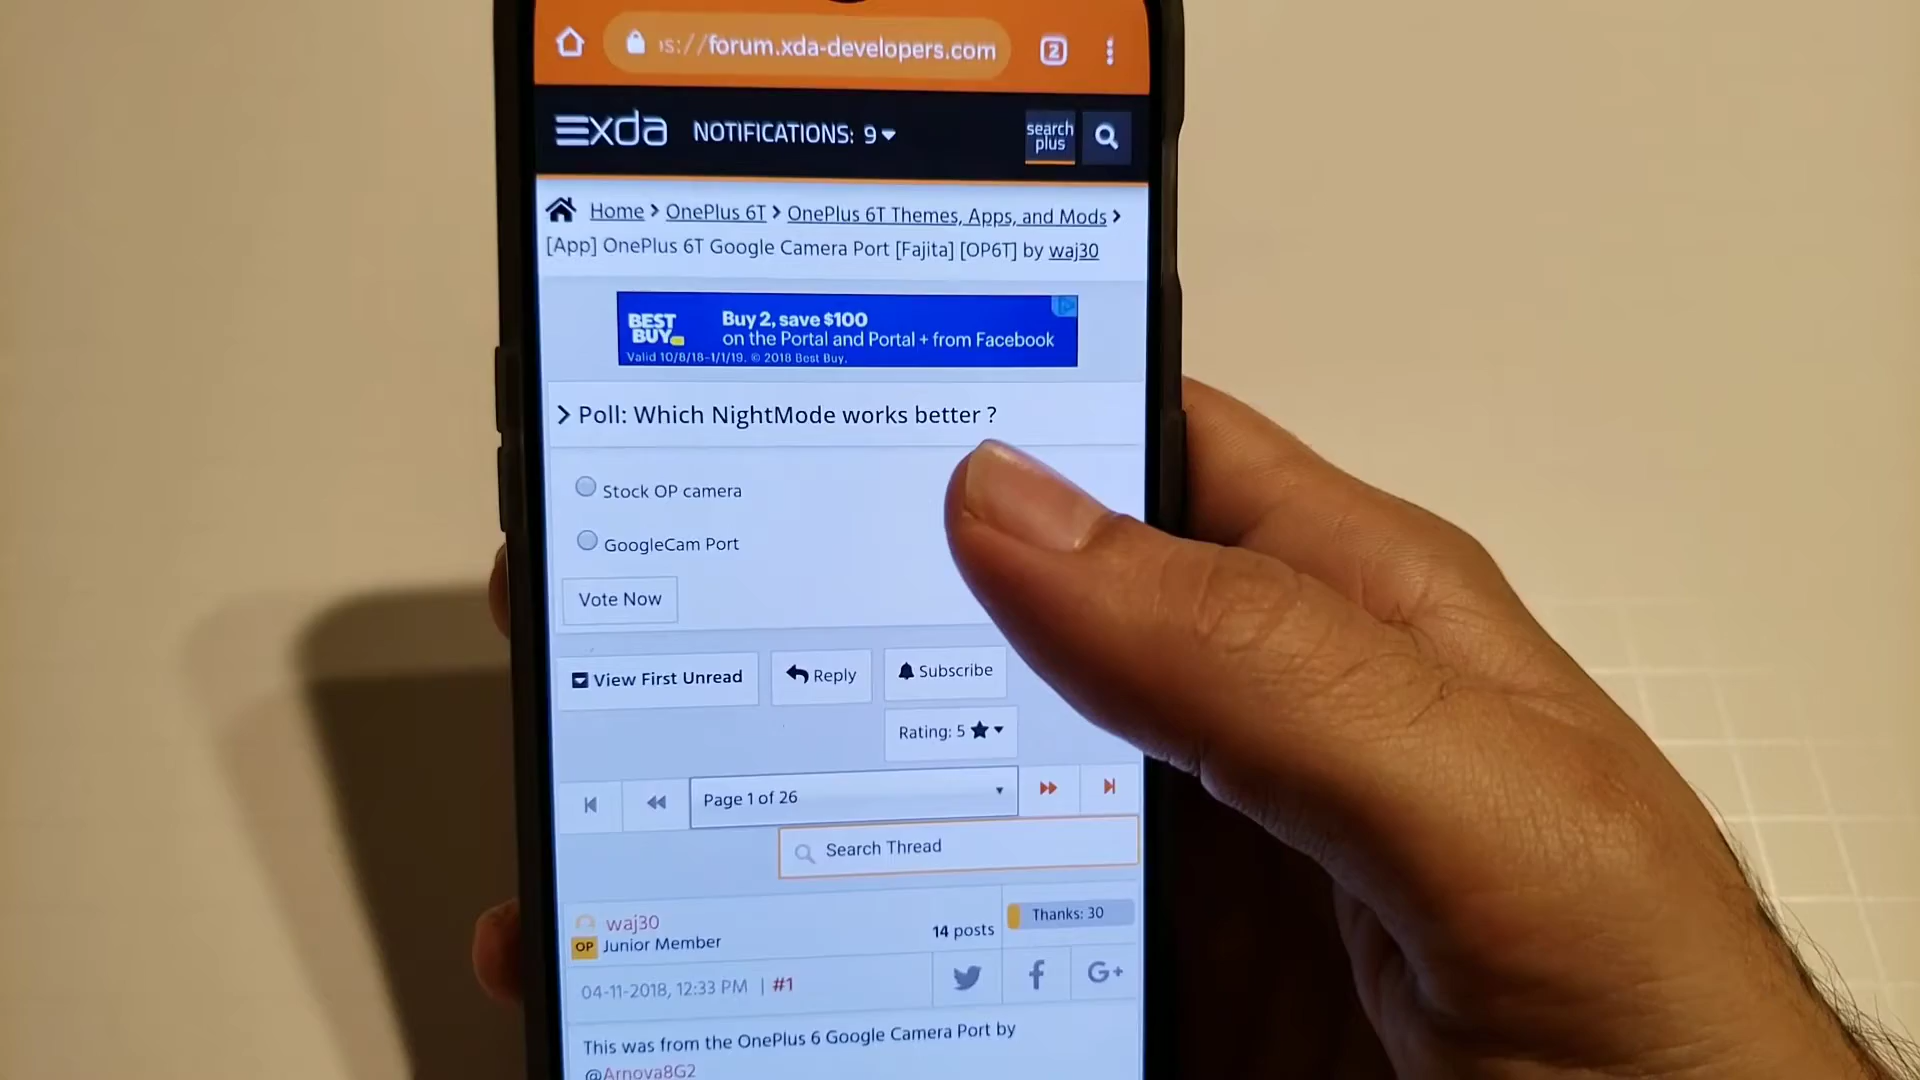 s://forum.xda-developers.com
2
xda NOTIFICATIONS: 9
search plus
Home > OnePlus 6T > OnePlus 6T Themes, Apps, and Mods >
[App] OnePlus 6T Google Camera Port [Fajita] [OP6T] by waj30
BEST BUY
Buy 2, save $100
on the Portal and Portal + from Facebook
Valid 10/8/18-1/1/19. © 2018 Best Buy.
> Poll: Which NightMode works better ?
Stock OP camera
GoogleCam Port
Vote Now
View First Unread
Reply
Subscribe
Rating: 5
Page 1 of 26
Search Thread
waj30
OP Junior Member
14 posts
Thanks: 30
04-11-2018, 12:33 PM | #1
f
G+
This was from the OnePlus 6 Google Camera Port by
@Arnova8G2